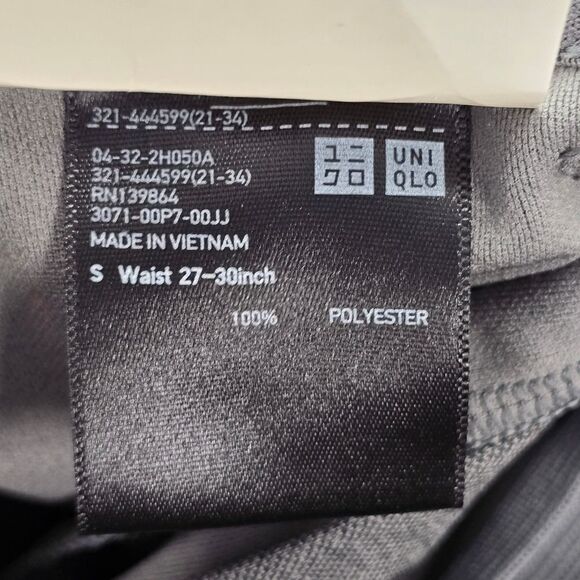 321-444599(21-34)
04-32-2H050A
321-444599(21-34)
RN139864
3071-00P7-00JJ
MADE IN VIETNAM
S Waist 27-30inch
100% POLYESTER
ユニ
クロ
UNI
QLO